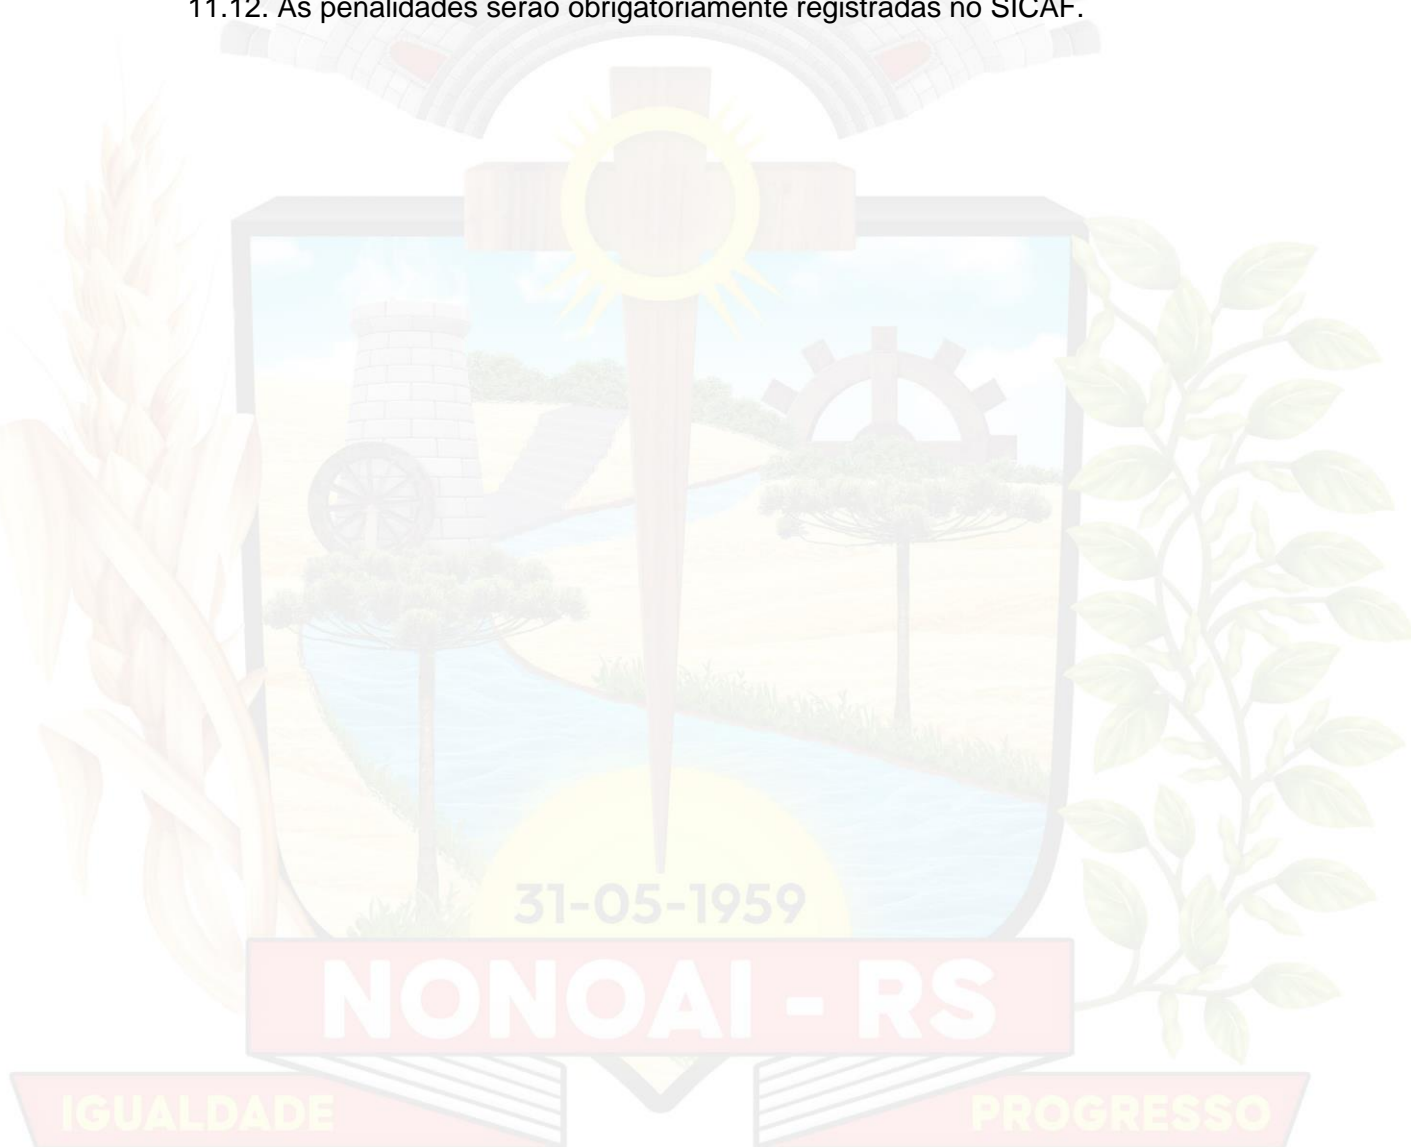 11.12. As penalidades serão obrigatoriamente registradas no SICAF.
31-05-1959
NONOAI - RS
IGUALDADE
PROGRESSO